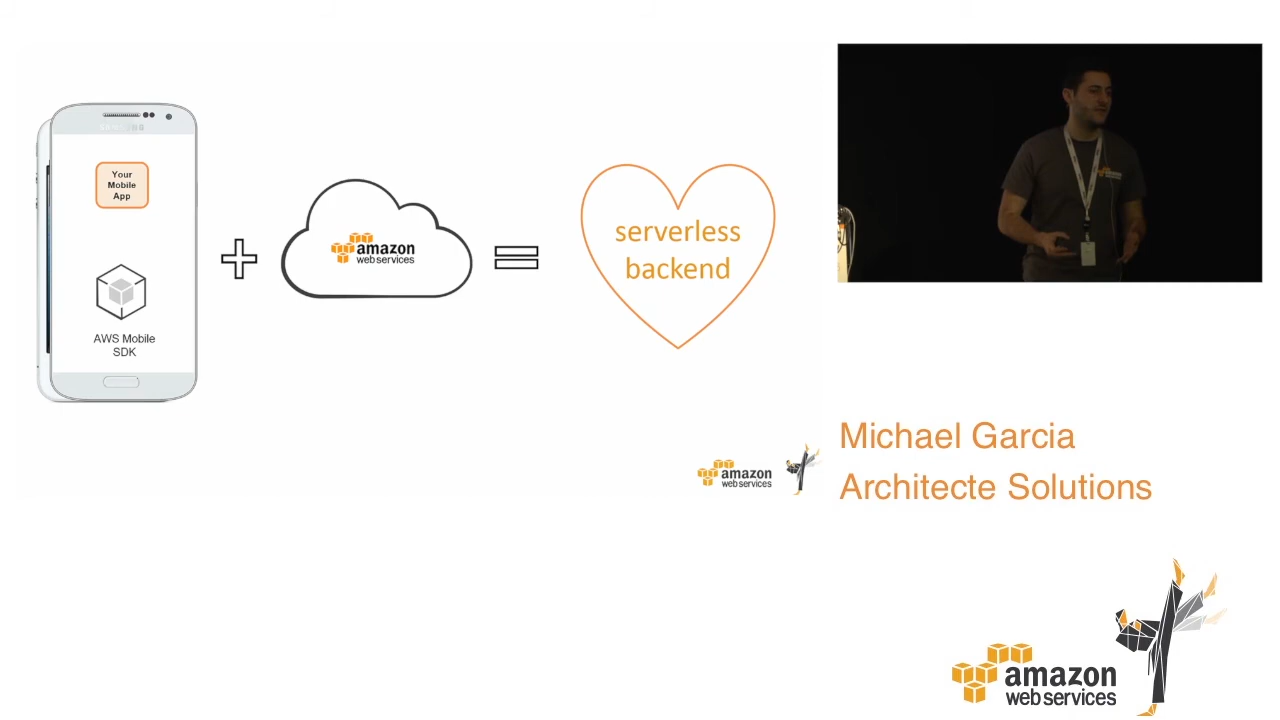 SAMSUNG
Your
Mobile
App
AWS Mobile
SDK
amazon
web services
serverless
backend
amazon
web services
Michael Garcia
Architecte Solutions
amazon
web services